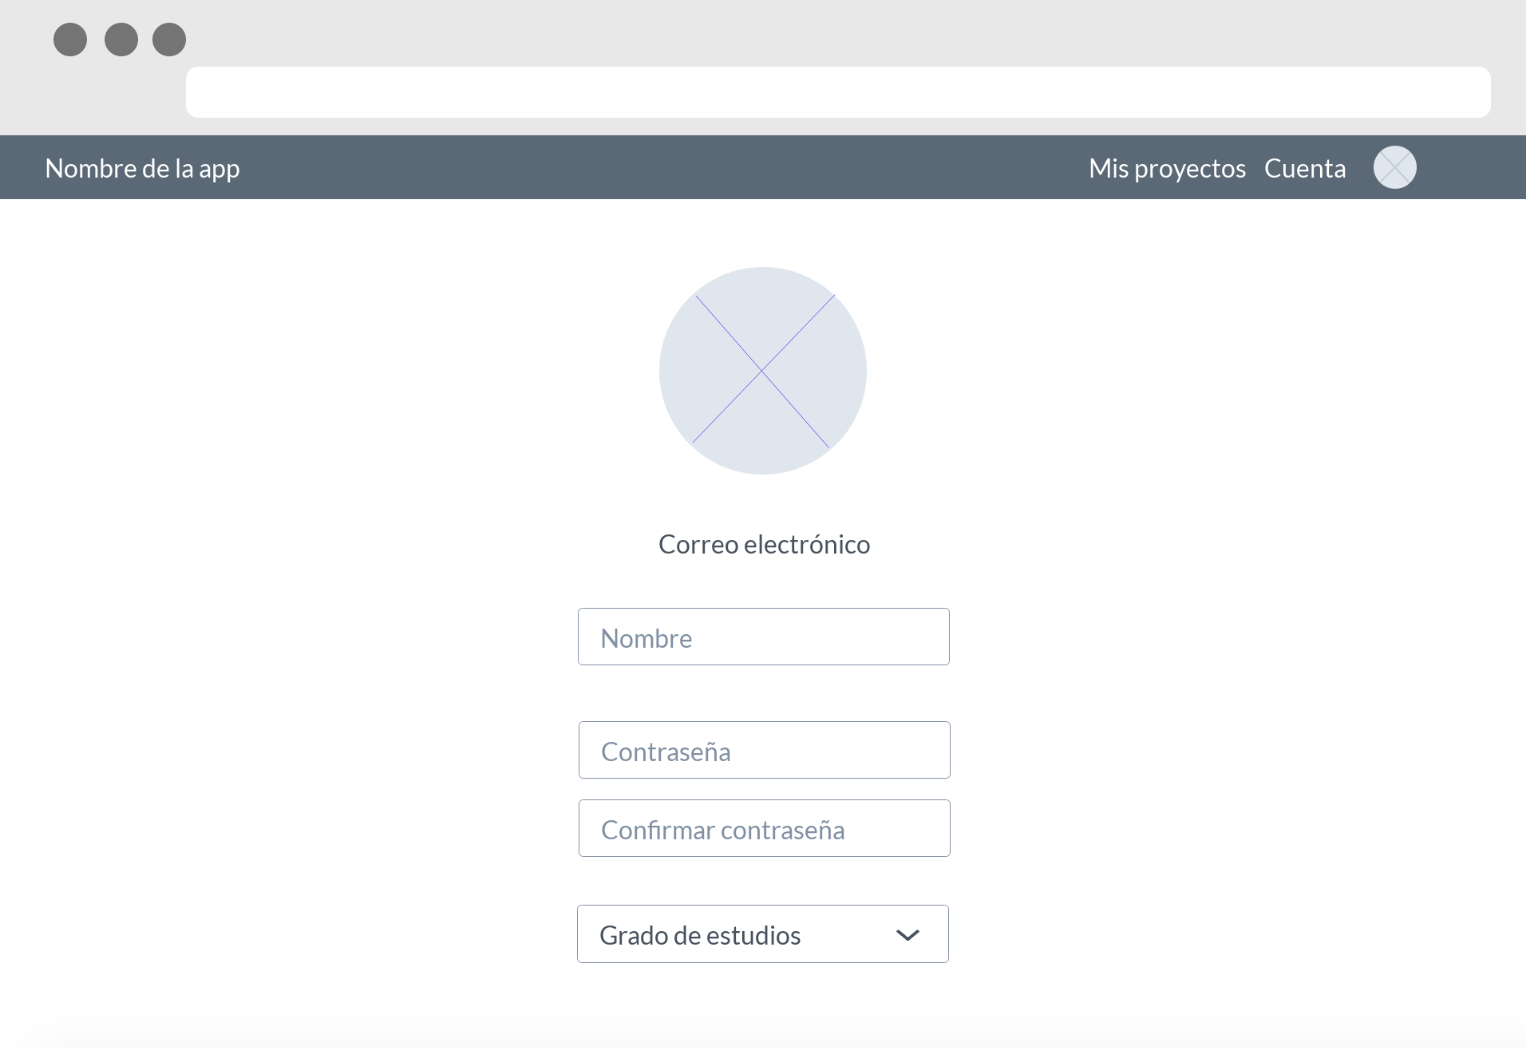 Nombre de la app
Mis proyectos
Cuenta
Correo electrónico
Nombre
Contraseña
Confirmar contraseña
Grado de estudios